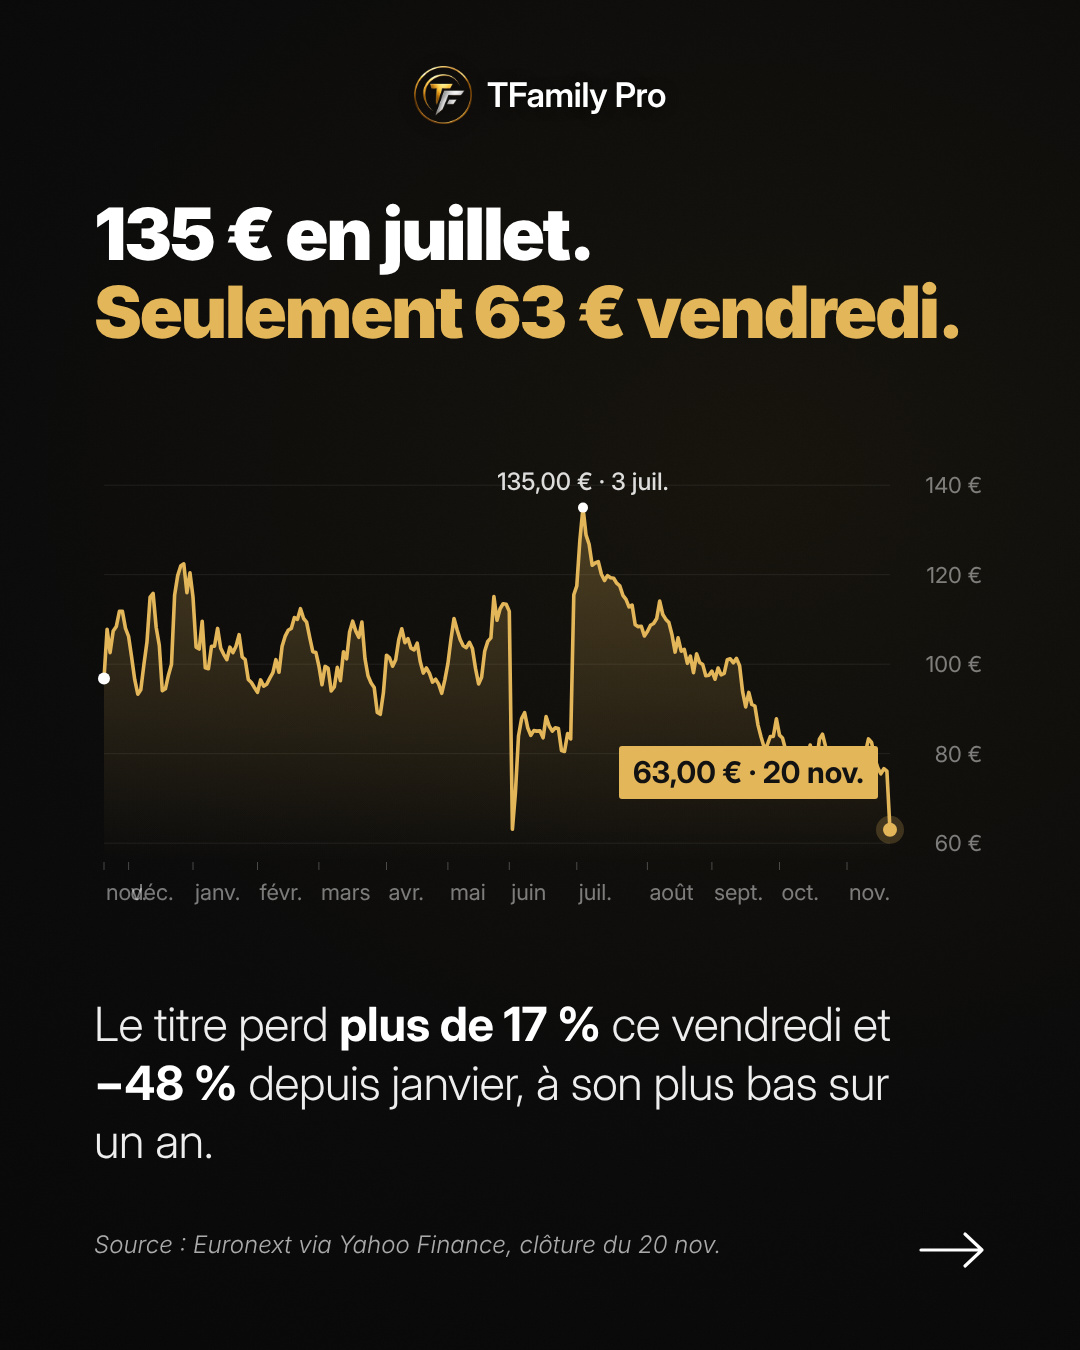 TFamily Pro
135 € en juillet.
Seulement 63 € vendredi.
135,00 € · 3 juil.
140 €
120 €
100 €
80 €
63,00 € · 20 nov.
60 €
nov. déc. janv. févr. mars avr. mai juin juil. août sept. oct. nov.
Le titre perd plus de 17 % ce vendredi et
−48 % depuis janvier, à son plus bas sur
un an.
Source : Euronext via Yahoo Finance, clôture du 20 nov.